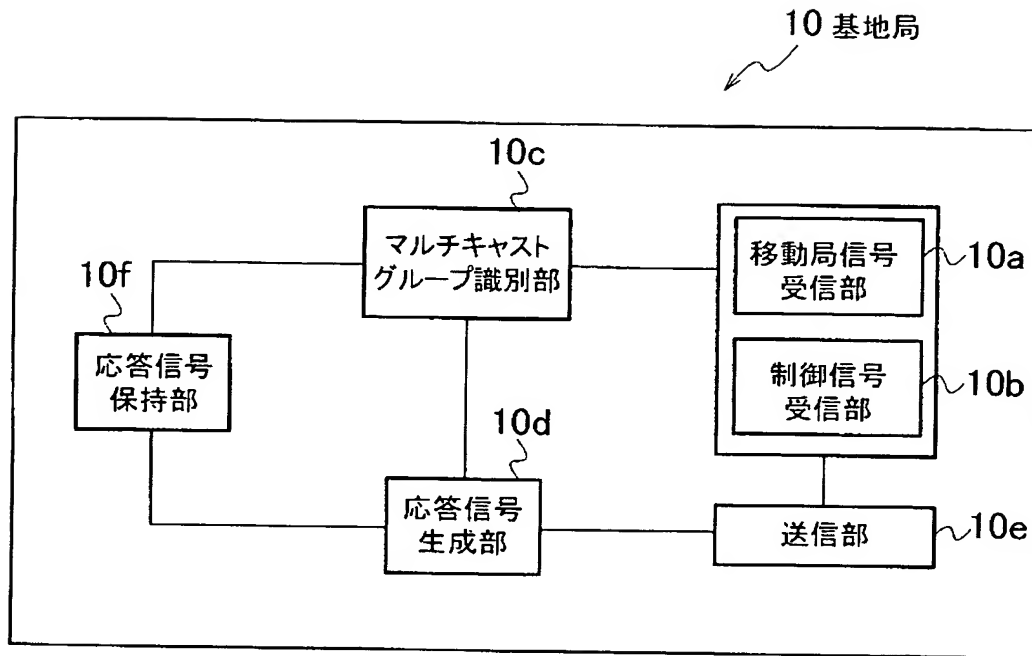 10 基地局
10c
マルチキャスト
グループ識別部
移動局信号
受信部
10a
10f
応答信号
保持部
制御信号
受信部
10b
10d
応答信号
生成部
送信部
10e